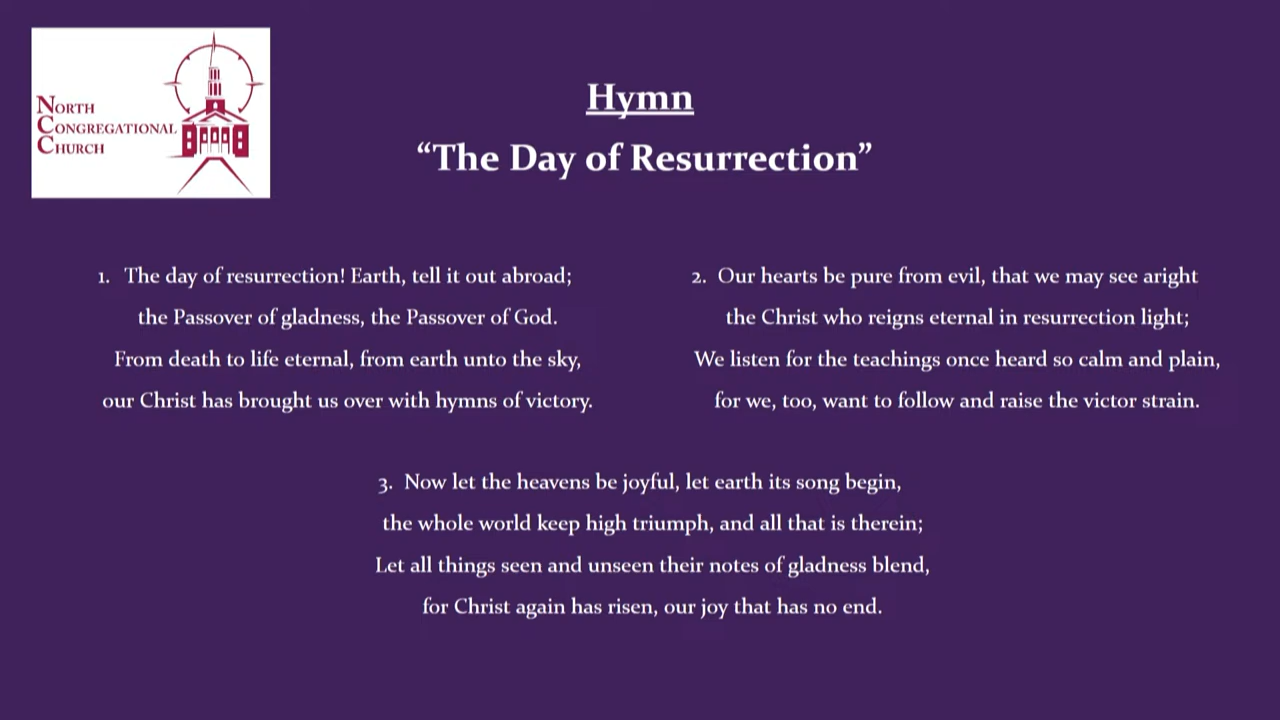 NORTH
CONGREGATIONAL
CHURCH
Hymn
“The Day of Resurrection”
1. The day of resurrection! Earth, tell it out abroad;
the Passover of gladness, the Passover of God.
From death to life eternal, from earth unto the sky,
our Christ has brought us over with hymns of victory.
2. Our hearts be pure from evil, that we may see aright
the Christ who reigns eternal in resurrection light;
We listen for the teachings once heard so calm and plain,
for we, too, want to follow and raise the victor strain.
3. Now let the heavens be joyful, let earth its song begin,
the whole world keep high triumph, and all that is therein;
Let all things seen and unseen their notes of gladness blend,
for Christ again has risen, our joy that has no end.